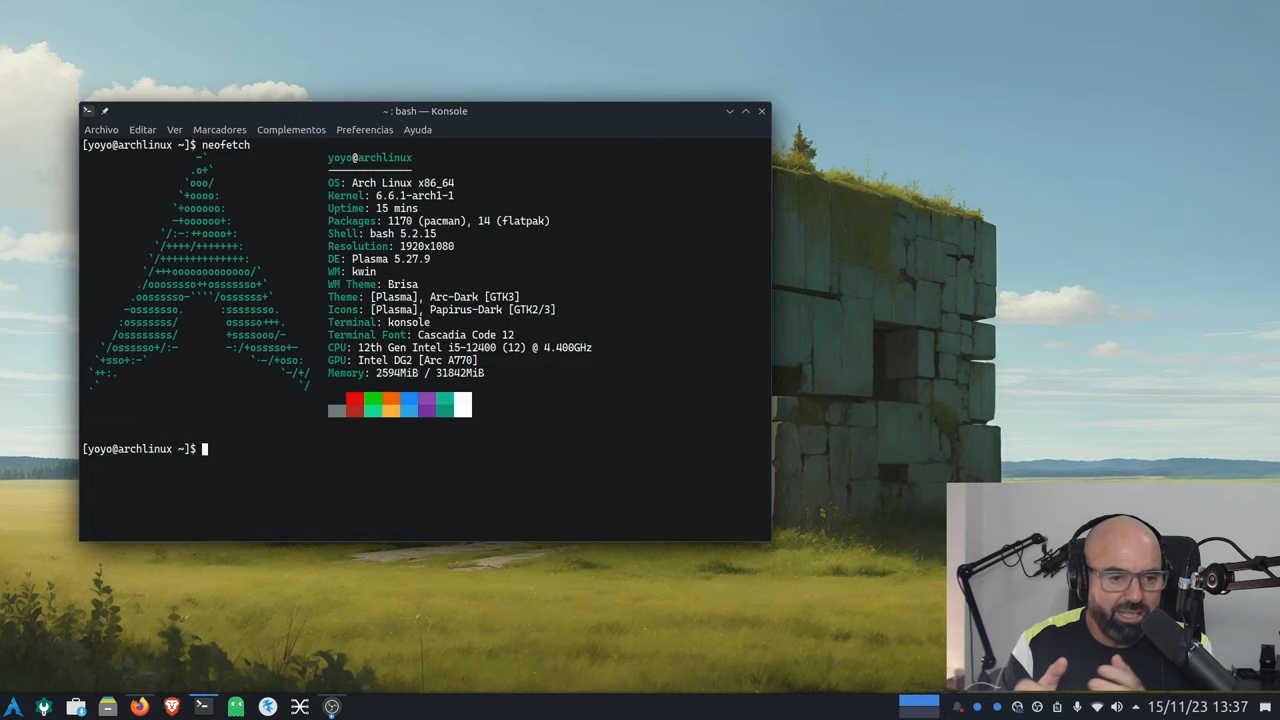 ~ : bash — Konsole
Archivo Editar Ver Marcadores Complementos Preferencias Ayuda
[yoyo@archlinux ~]$ neofetch
yoyo@archlinux
OS: Arch Linux x86_64
Kernel: 6.6.1-arch1-1
Uptime: 15 mins
Packages: 1170 (pacman), 14 (flatpak)
Shell: bash 5.2.15
Resolution: 1920x1080
DE: Plasma 5.27.9
WM: kwin
WM Theme: Brisa
Theme: [Plasma], Arc-Dark [GTK3]
Icons: [Plasma], Papirus-Dark [GTK2/3]
Terminal: konsole
Terminal Font: Cascadia Code 12
CPU: 12th Gen Intel i5-12400 (12) @ 4.400GHz
GPU: Intel DG2 [Arc A770]
Memory: 2594MiB / 31842MiB
[yoyo@archlinux ~]$
15/11/23 13:37